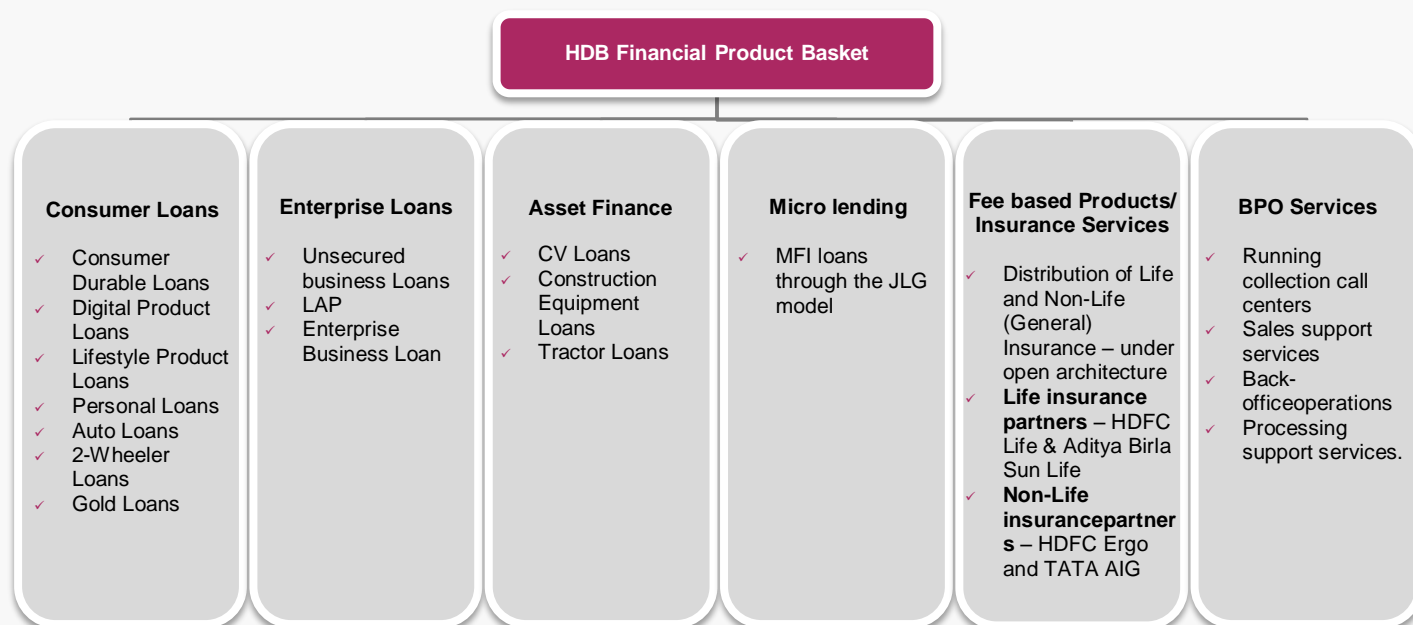 HDB Financial Product Basket
Consumer Loans
✓ Consumer
Durable Loans
✓ Digital Product
Loans
✓ Lifestyle Product
Loans
✓ Personal Loans
✓ Auto Loans
✓ 2-Wheeler
Loans
✓ Gold Loans
Enterprise Loans
✓ Unsecured
business Loans
✓ LAP
✓ Enterprise
Business Loan
Asset Finance
✓ CV Loans
✓ Construction
Equipment
Loans
✓ Tractor Loans
Micro lending
✓ MFI loans
through the JLG
model
Fee based Products/
Insurance Services
✓ Distribution of Life
and Non-Life
(General)
Insurance – under
open architecture
✓ Life insurance
partners – HDFC
Life & Aditya Birla
Sun Life
✓ Non-Life
insurancepartner
s – HDFC Ergo
and TATA AIG
BPO Services
✓ Running
collection call
centers
✓ Sales support
services
✓ Back-
officeoperations
✓ Processing
support services.